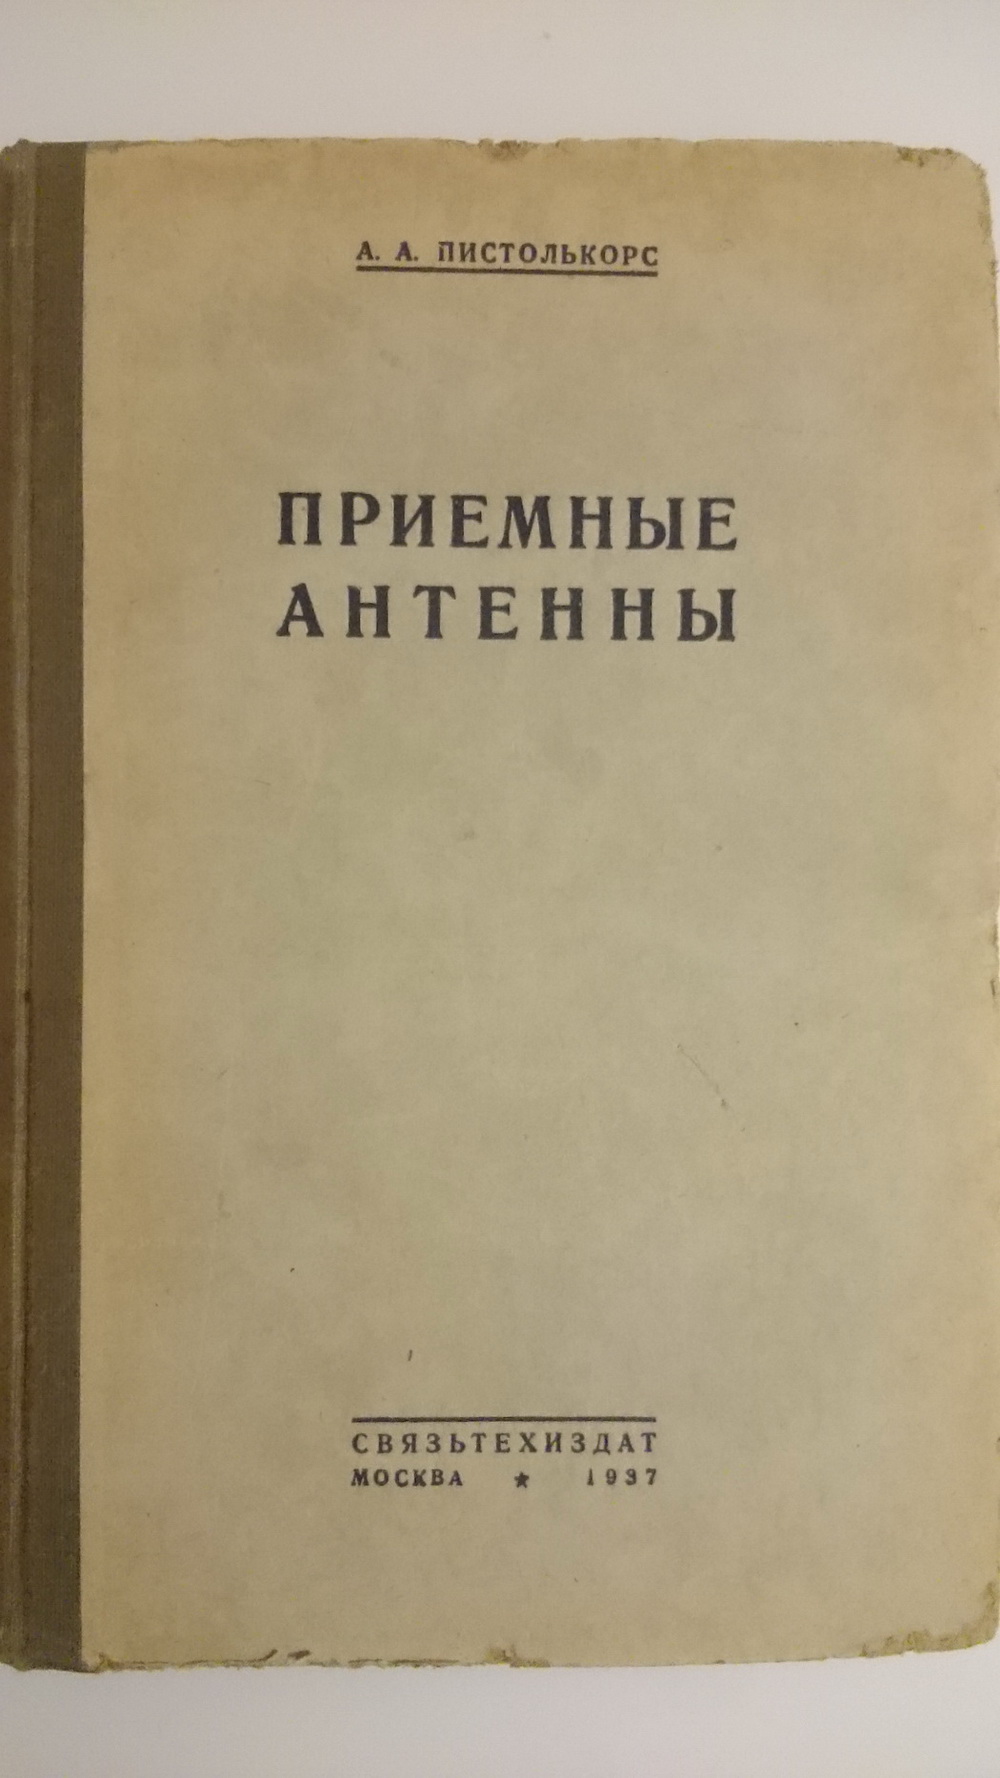 А. А. ПИСТОЛЬКОРС
ПРИЕМНЫЕ
АНТЕННЫ
СВЯЗЬТЕХИЗДАТ
МОСКВА ★ 1937